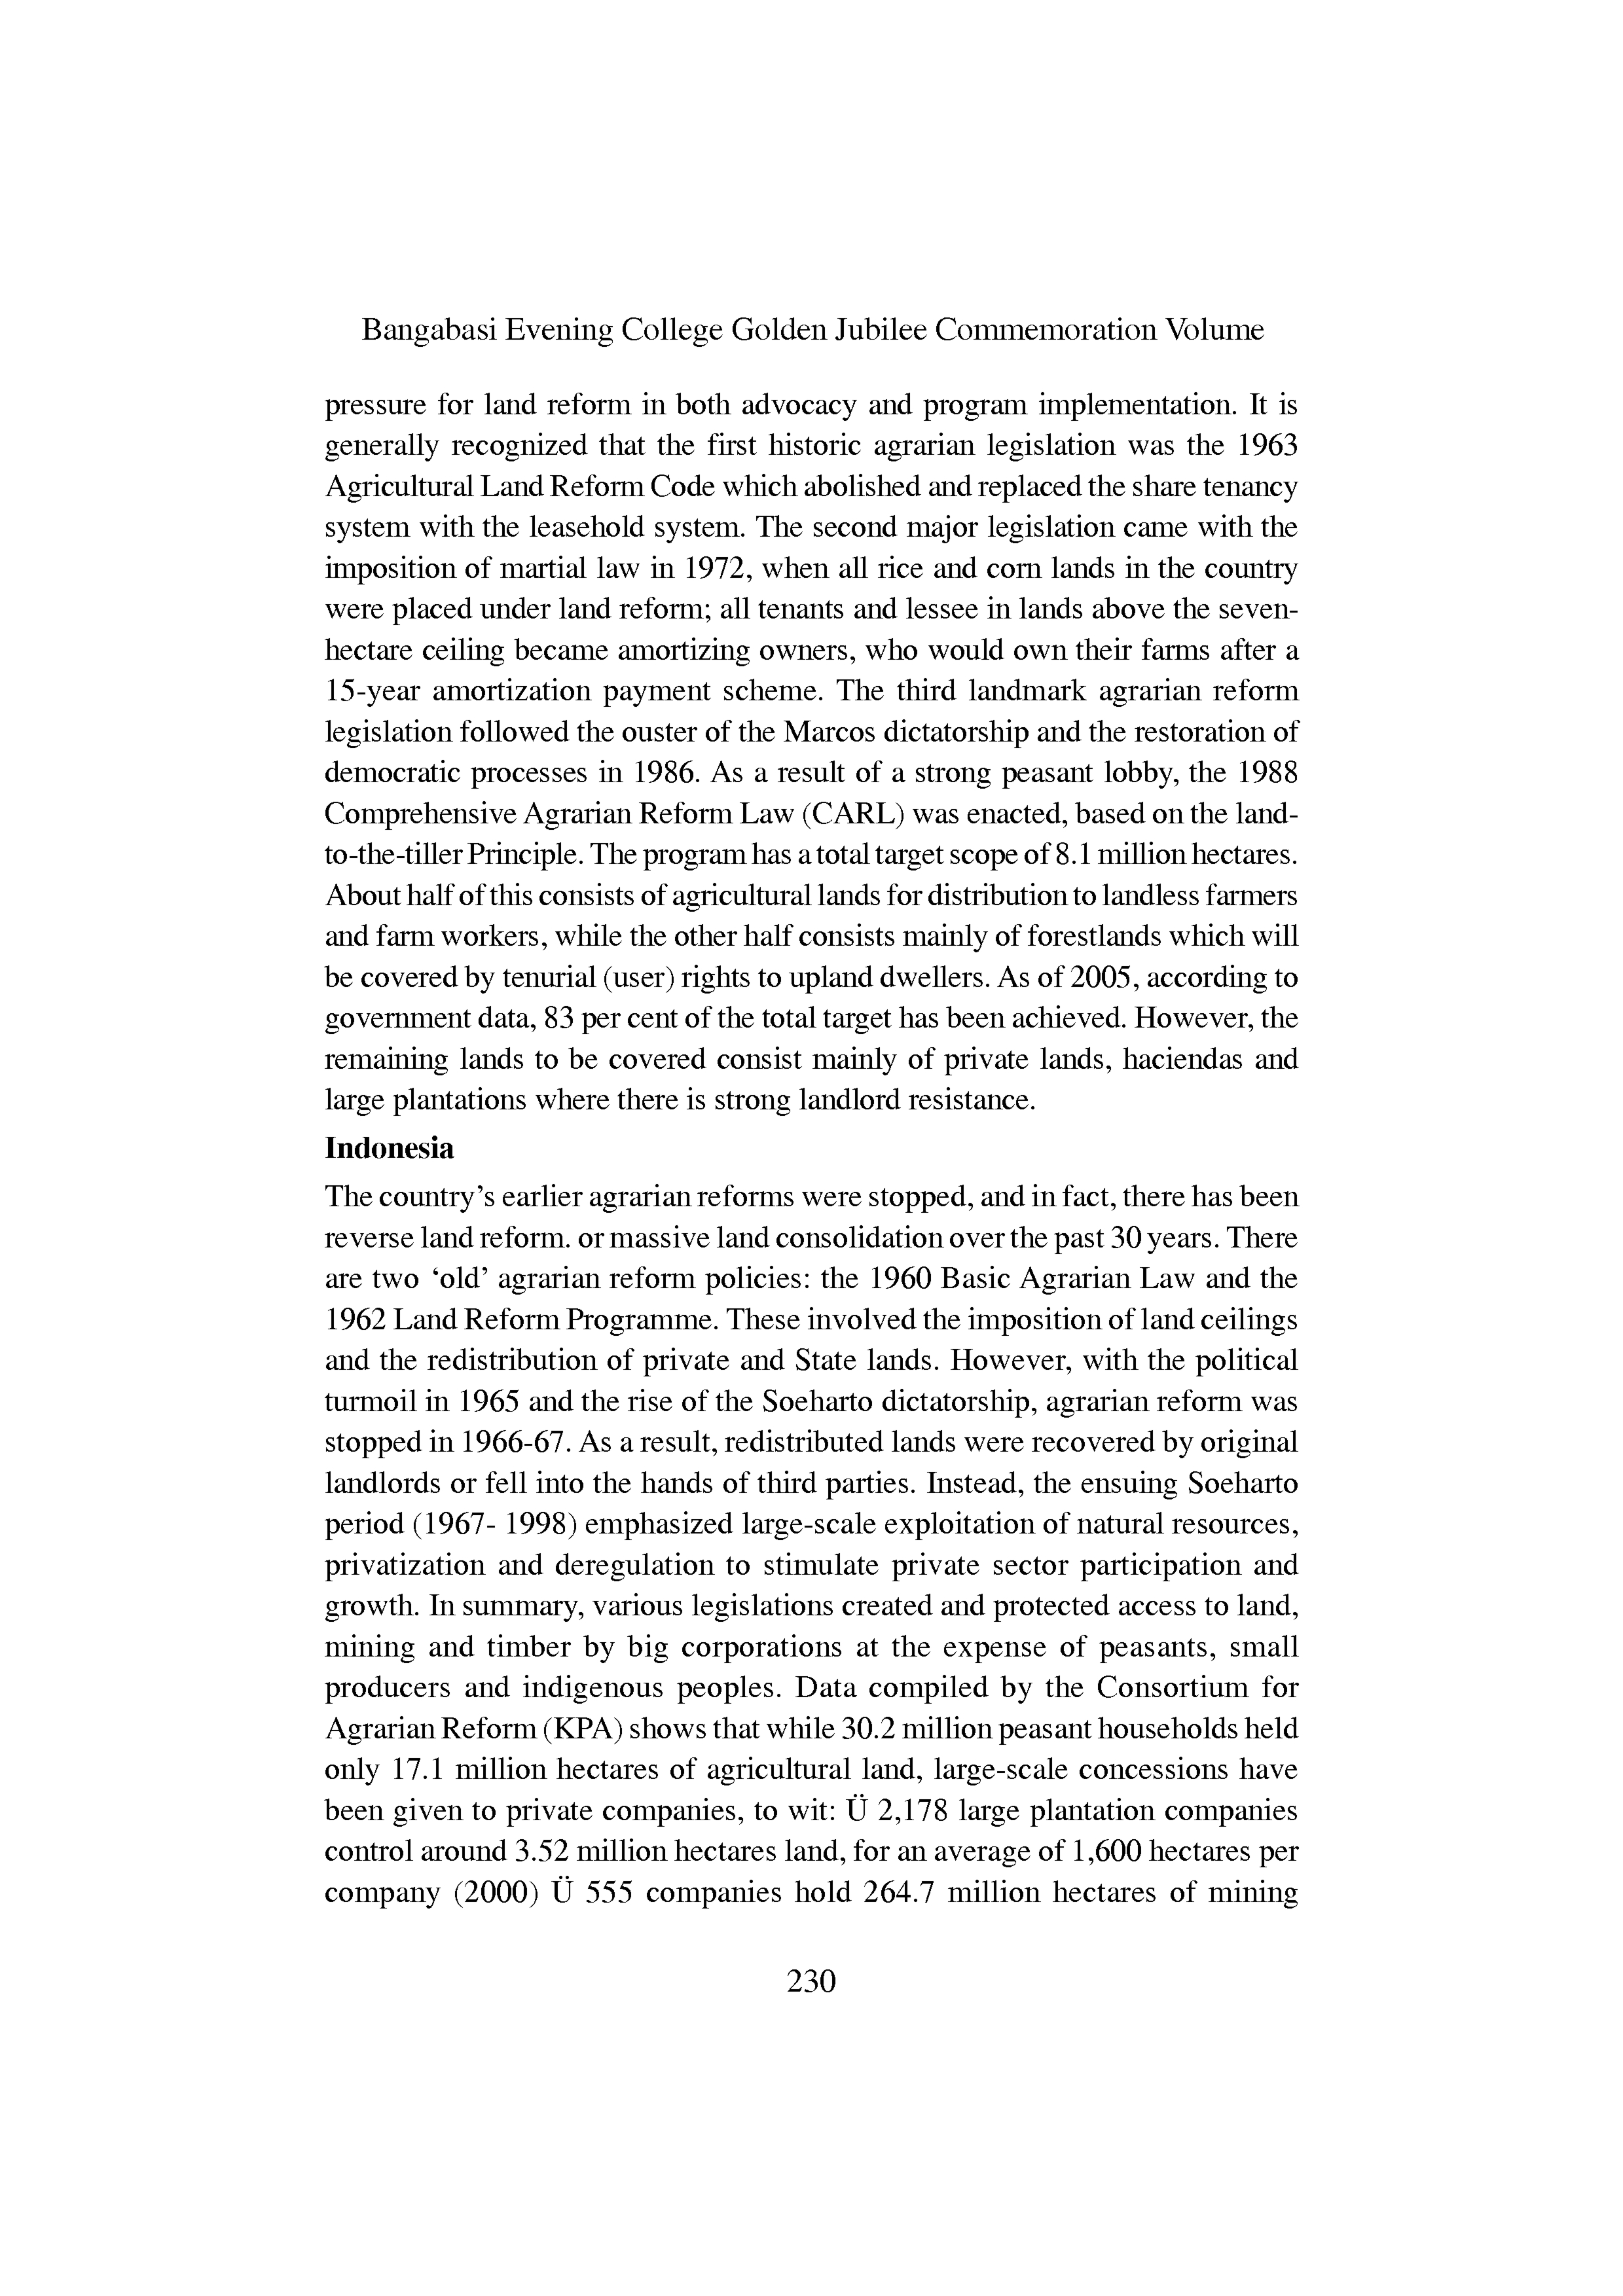 Bangabasi Evening College Golden Jubilee Commemoration Volume
pressure for land reform in both advocacy and program implementation. It is
generally recognized that the first historic agrarian legislation was the 1963
Agricultural Land Reform Code which abolished and replaced the share tenancy
system with the leasehold system. The second major legislation came with the
imposition of martial law in 1972, when all rice and corn lands in the country
were placed under land reform; all tenants and lessee in lands above the seven-
hectare ceiling became amortizing owners, who would own their farms after a
15-year amortization payment scheme. The third landmark agrarian reform
legislation followed the ouster of the Marcos dictatorship and the restoration of
democratic processes in 1986. As a result of a strong peasant lobby, the 1988
Comprehensive Agrarian Reform Law (CARL) was enacted, based on the land-
to-the-tiller Principle. The program has a total target scope of 8.1 million hectares.
About half of this consists of agricultural lands for distribution to landless farmers
and farm workers, while the other half consists mainly of forestlands which will
be covered by tenurial (user) rights to upland dwellers. As of 2005, according to
government data, 83 per cent of the total target has been achieved. However, the
remaining lands to be covered consist mainly of private lands, haciendas and
large plantations where there is strong landlord resistance.
Indonesia
The country’s earlier agrarian reforms were stopped, and in fact, there has been
reverse land reform. or massive land consolidation over the past 30 years. There
are two ‘old’ agrarian reform policies: the 1960 Basic Agrarian Law and the
1962 Land Reform Programme. These involved the imposition of land ceilings
and the redistribution of private and State lands. However, with the political
turmoil in 1965 and the rise of the Soeharto dictatorship, agrarian reform was
stopped in 1966-67. As a result, redistributed lands were recovered by original
landlords or fell into the hands of third parties. Instead, the ensuing Soeharto
period (1967- 1998) emphasized large-scale exploitation of natural resources,
privatization and deregulation to stimulate private sector participation and
growth. In summary, various legislations created and protected access to land,
mining and timber by big corporations at the expense of peasants, small
producers and indigenous peoples. Data compiled by the Consortium for
Agrarian Reform (KPA) shows that while 30.2 million peasant households held
only 17.1 million hectares of agricultural land, large-scale concessions have
been given to private companies, to wit: Ü 2,178 large plantation companies
control around 3.52 million hectares land, for an average of 1,600 hectares per
company (2000) Ü 555 companies hold 264.7 million hectares of mining
230